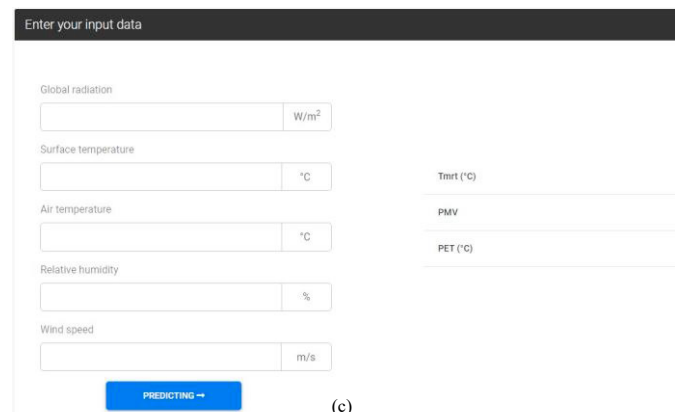 Enter your input data
Global radiation
W/m²
Surface temperature
°C
Tmrt (°C)
Air temperature
°C
PMV
PET (°C)
Relative humidity
%
Wind speed
m/s
PREDICTING →
(c)